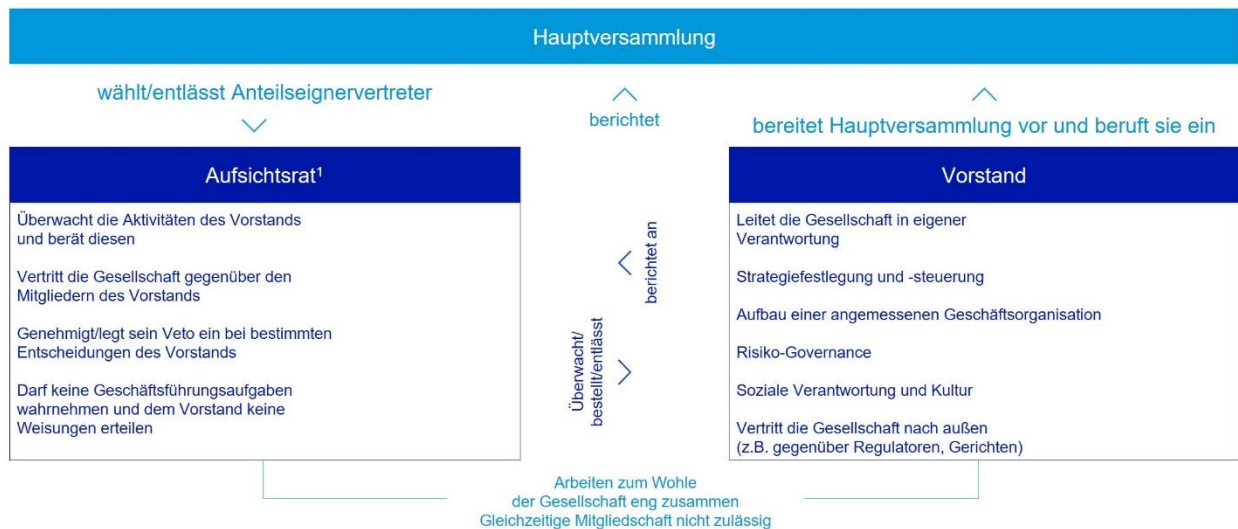 Hauptversammlung
wählt/entlässt Anteilseignervertreter
berichtet
bereitet Hauptversammlung vor und beruft sie ein
Aufsichtsrat¹
Überwacht die Aktivitäten des Vorstands
und berät diesen
Vertritt die Gesellschaft gegenüber den
Mitgliedern des Vorstands
Genehmigt/legt sein Veto ein bei bestimmten
Entscheidungen des Vorstands
Darf keine Geschäftsführungsaufgaben
wahrnehmen und dem Vorstand keine
Weisungen erteilen
berichtet an
Überwacht/
bestellt/entlässt
Vorstand
Leitet die Gesellschaft in eigener
Verantwortung
Strategiefestlegung und -steuerung
Aufbau einer angemessenen Geschäftsorganisation
Risiko-Governance
Soziale Verantwortung und Kultur
Vertritt die Gesellschaft nach außen
(z.B. gegenüber Regulatoren, Gerichten)
Arbeiten zum Wohle
der Gesellschaft eng zusammen
Gleichzeitige Mitgliedschaft nicht zulässig